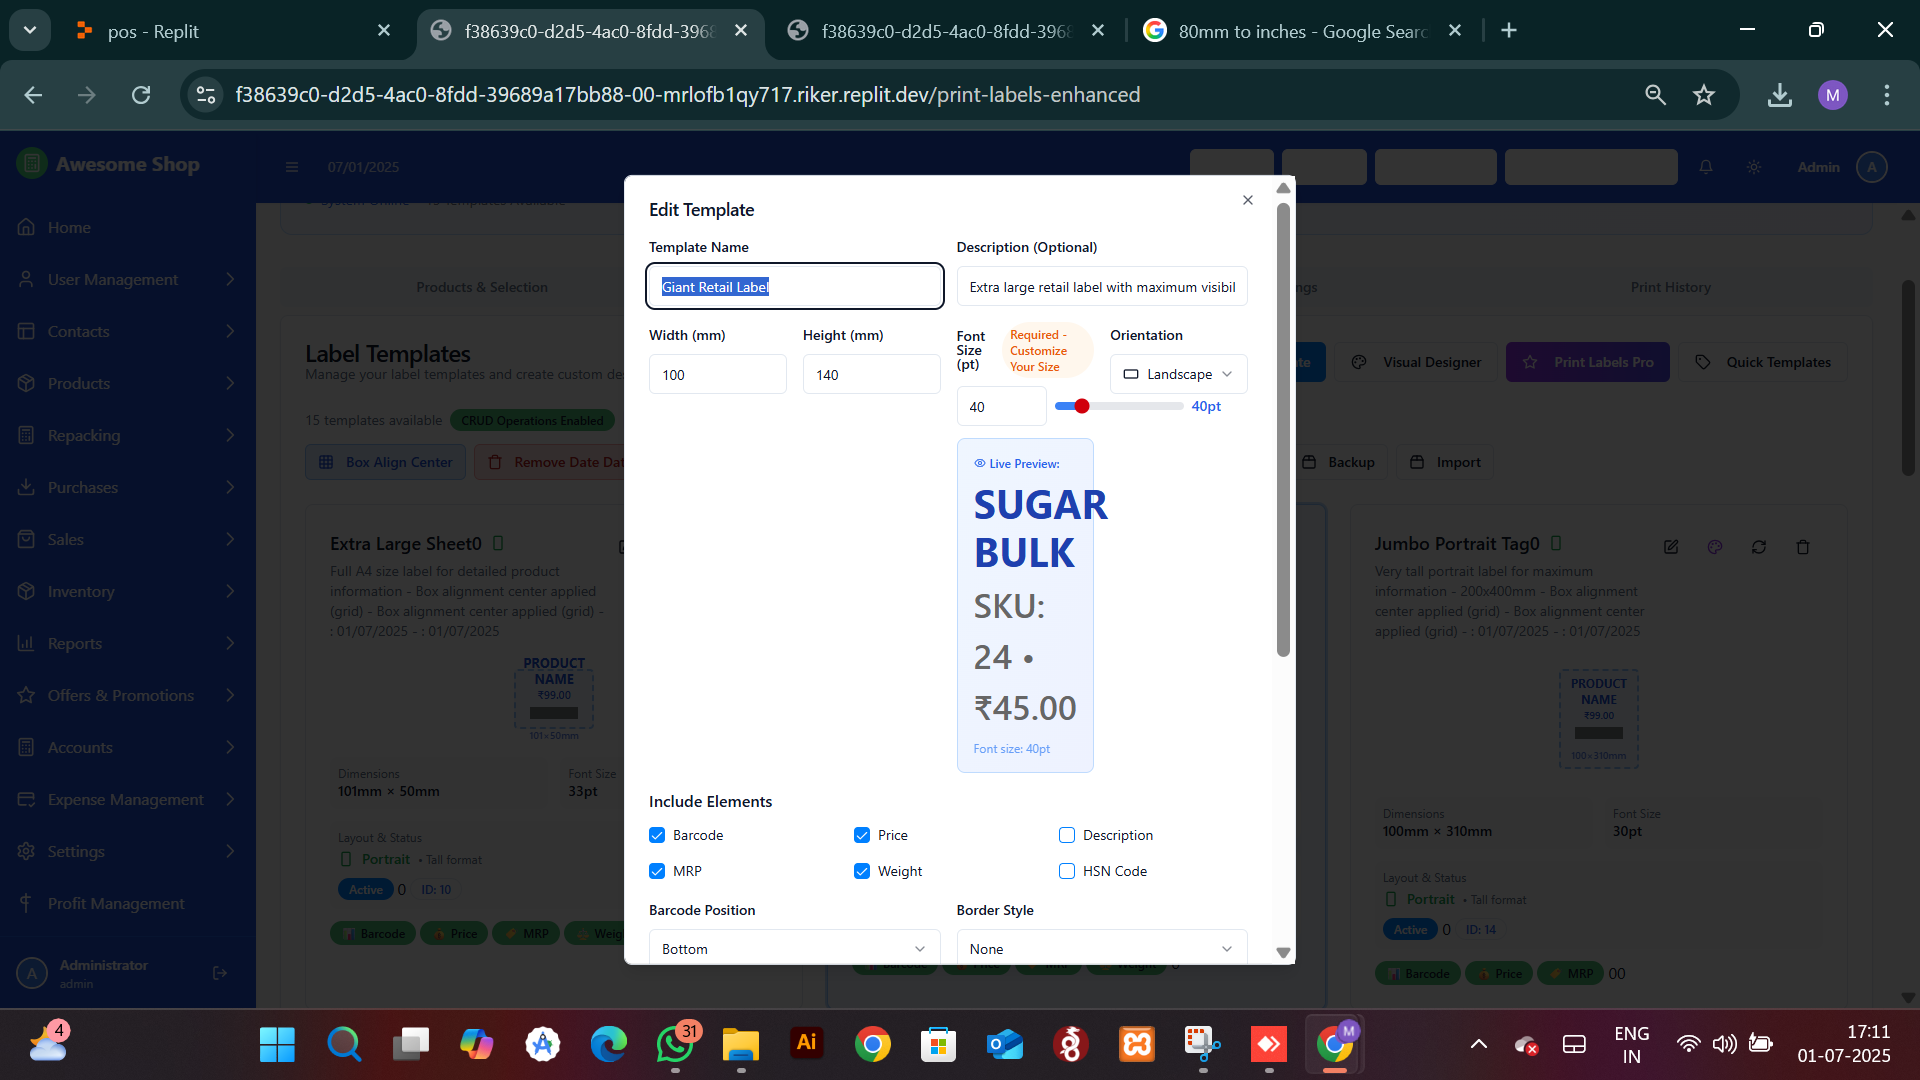 pos - Replit
f38639c0-d2d5-4ac0-8fdd-3968
f38639c0-d2d5-4ac0-8fdd-3968
80mm to inches - Google Searc
f38639c0-d2d5-4ac0-8fdd-39689a17bb88-00-mrlofb1qy717.riker.replit.dev/print-labels-enhanced
M
Awesome Shop
07/01/2025
Admin
A
Home
User Management
Contacts
Products
Repacking
Purchases
Sales
Inventory
Reports
Offers & Promotions
Accounts
Expense Management
Settings
Profit Management
A
Administrator
admin
Products & Selection
ngs
Print History
Label Templates
Manage your label templates and create custom des
te
Visual Designer
Print Labels Pro
Quick Templates
15 templates available
CRUD Operations Enabled
Box Align Center
Remove Date Dat
Backup
Import
Extra Large Sheet0
Full A4 size label for detailed product
information - Box alignment center applied
(grid) - Box alignment center applied (grid) -
: 01/07/2025 - : 01/07/2025
PRODUCT
NAME
₹99.00
101×50mm
Dimensions
101mm × 50mm
Font Size
33pt
Layout & Status
Portrait • Tall format
Active 0 ID: 10
Barcode
Price
MRP
Weig
Edit Template
Template Name
Giant Retail Label
Description (Optional)
Extra large retail label with maximum visibil
Width (mm)
100
Height (mm)
140
Font
Size
(pt)
Required -
Customize
Your Size
40
40pt
Orientation
Landscape
Live Preview:
SUGAR
BULK
SKU:
24 •
₹45.00
Font size: 40pt
Include Elements
Barcode
Price
Description
MRP
Weight
HSN Code
Barcode Position
Bottom
Border Style
None
Jumbo Portrait Tag0
Very tall portrait label for maximum
information - 200x400mm - Box alignment
center applied (grid) - Box alignment center
applied (grid) - : 01/07/2025 - : 01/07/2025
PRODUCT
NAME
₹99.00
100×310mm
Dimensions
100mm × 310mm
Font Size
30pt
Layout & Status
Portrait • Tall format
Active 0 ID: 14
Barcode
Price
MRP
00
4
Ai
31
M
ENG
IN
17:11
01-07-2025